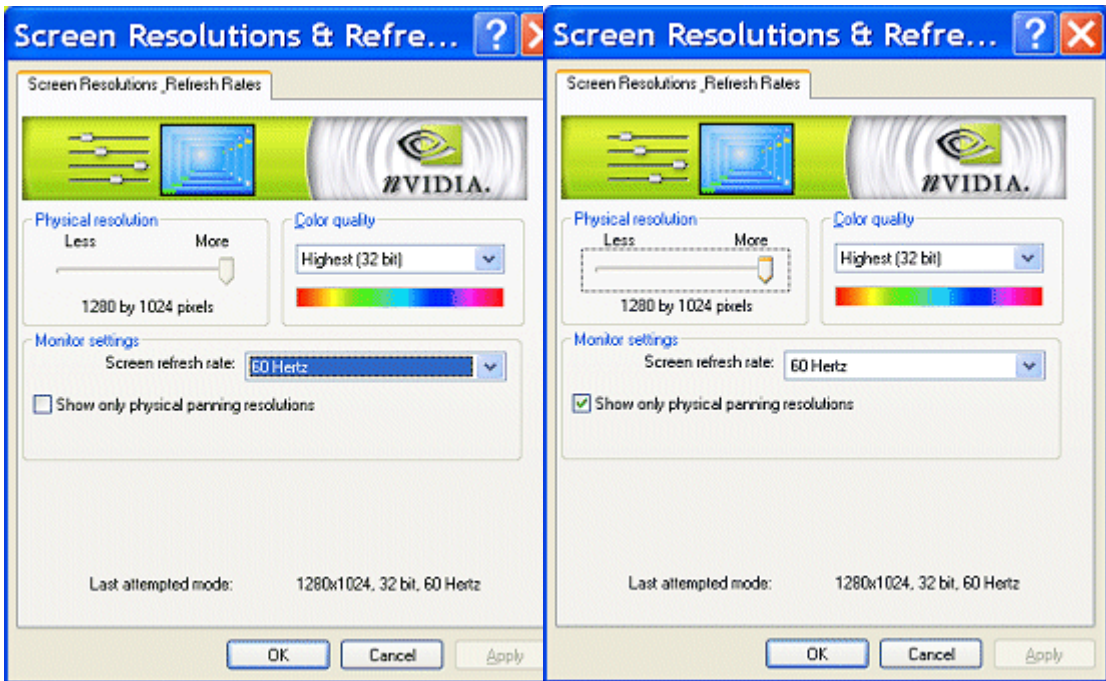 Screen Resolutions & Refre... ?
Screen Resolutions _Refresh Rates
nVIDIA.
Physical resolution
Less More
1280 by 1024 pixels
Color quality
Highest (32 bit)
Monitor settings
Screen refresh rate: 60 Hertz
Show only physical panning resolutions
Last attempted mode: 1280x1024, 32 bit, 60 Hertz
OK Cancel Apply
Screen Resolutions & Refre... ?
Screen Resolutions _Refresh Rates
nVIDIA.
Physical resolution
Less More
1280 by 1024 pixels
Color quality
Highest (32 bit)
Monitor settings
Screen refresh rate: 60 Hertz
Show only physical panning resolutions
Last attempted mode: 1280x1024, 32 bit, 60 Hertz
OK Cancel Apply